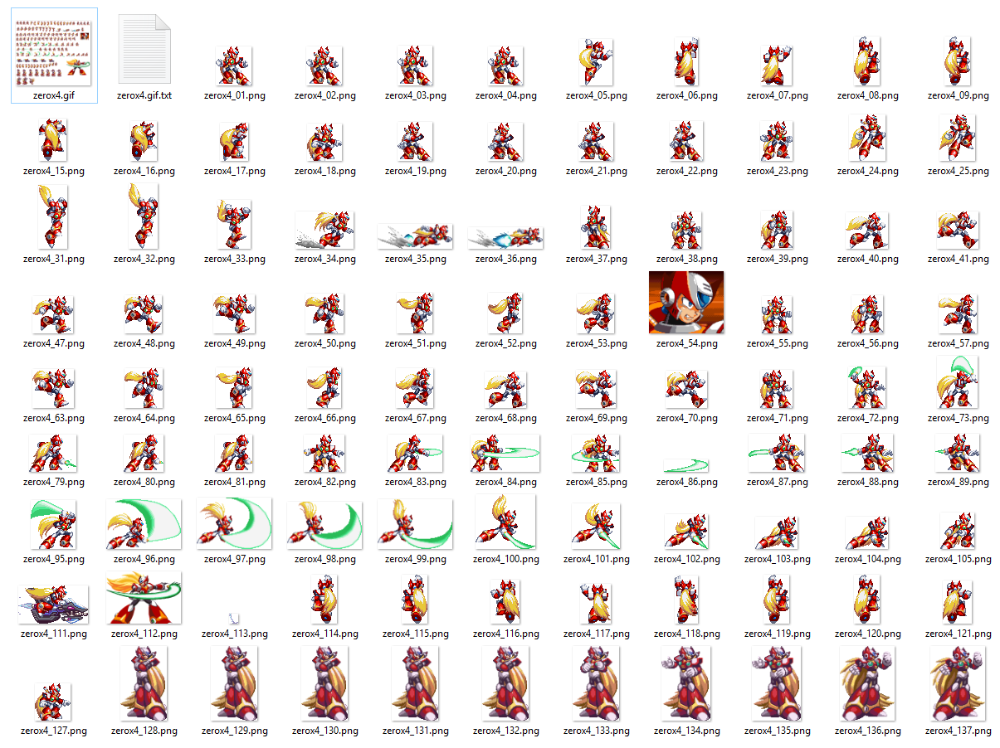 zerox4.gif zerox4.gif.txt zerox4_01.png zerox4_02.png zerox4_03.png zerox4_04.png zerox4_05.png zerox4_06.png zerox4_07.png zerox4_08.png zerox4_09.png
zerox4_15.png zerox4_16.png zerox4_17.png zerox4_18.png zerox4_19.png zerox4_20.png zerox4_21.png zerox4_22.png zerox4_23.png zerox4_24.png zerox4_25.png
zerox4_31.png zerox4_32.png zerox4_33.png zerox4_34.png zerox4_35.png zerox4_36.png zerox4_37.png zerox4_38.png zerox4_39.png zerox4_40.png zerox4_41.png
zerox4_47.png zerox4_48.png zerox4_49.png zerox4_50.png zerox4_51.png zerox4_52.png zerox4_53.png zerox4_54.png zerox4_55.png zerox4_56.png zerox4_57.png
zerox4_63.png zerox4_64.png zerox4_65.png zerox4_66.png zerox4_67.png zerox4_68.png zerox4_69.png zerox4_70.png zerox4_71.png zerox4_72.png zerox4_73.png
zerox4_79.png zerox4_80.png zerox4_81.png zerox4_82.png zerox4_83.png zerox4_84.png zerox4_85.png zerox4_86.png zerox4_87.png zerox4_88.png zerox4_89.png
zerox4_95.png zerox4_96.png zerox4_97.png zerox4_98.png zerox4_99.png zerox4_100.png zerox4_101.png zerox4_102.png zerox4_103.png zerox4_104.png zerox4_105.png
zerox4_111.png zerox4_112.png zerox4_113.png zerox4_114.png zerox4_115.png zerox4_116.png zerox4_117.png zerox4_118.png zerox4_119.png zerox4_120.png zerox4_121.png
zerox4_127.png zerox4_128.png zerox4_129.png zerox4_130.png zerox4_131.png zerox4_132.png zerox4_133.png zerox4_134.png zerox4_135.png zerox4_136.png zerox4_137.png